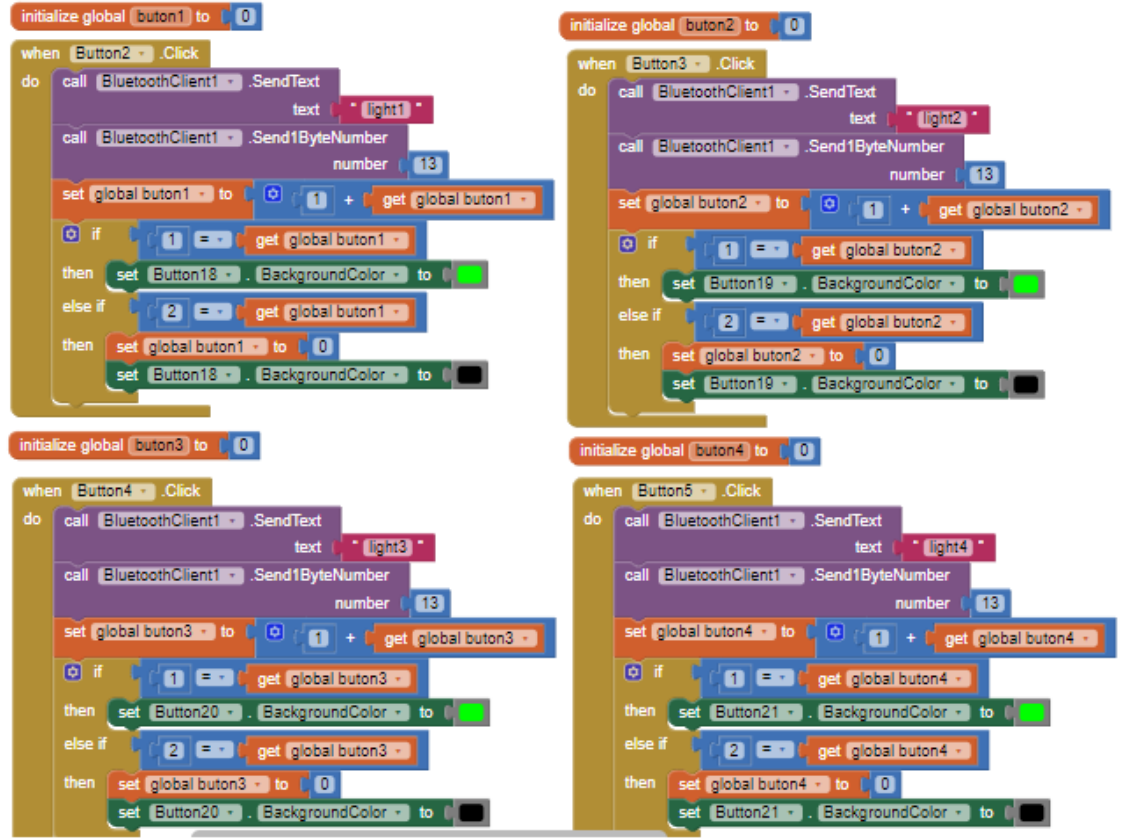 initialize global buton1 to 0
when Button2 .Click
do call BluetoothClient1 .SendText
text " light1 "
call BluetoothClient1 .Send1ByteNumber
number 13
set global buton1 to 1 + get global buton1
if 1 = get global buton1
then set Button18 . BackgroundColor to
else if 2 = get global buton1
then set global buton1 to 0
set Button18 . BackgroundColor to
initialize global buton2 to 0
when Button3 .Click
do call BluetoothClient1 .SendText
text " light2 "
call BluetoothClient1 .Send1ByteNumber
number 13
set global buton2 to 1 + get global buton2
if 1 = get global buton2
then set Button19 . BackgroundColor to
else if 2 = get global buton2
then set global buton2 to 0
set Button19 . BackgroundColor to
initialize global buton3 to 0
when Button4 .Click
do call BluetoothClient1 .SendText
text " light3 "
call BluetoothClient1 .Send1ByteNumber
number 13
set global buton3 to 1 + get global buton3
if 1 = get global buton3
then set Button20 . BackgroundColor to
else if 2 = get global buton3
then set global buton3 to 0
set Button20 . BackgroundColor to
initialize global buton4 to 0
when Button5 .Click
do call BluetoothClient1 .SendText
text " light4 "
call BluetoothClient1 .Send1ByteNumber
number 13
set global buton4 to 1 + get global buton4
if 1 = get global buton4
then set Button21 . BackgroundColor to
else if 2 = get global buton4
then set global buton4 to 0
set Button21 . BackgroundColor to